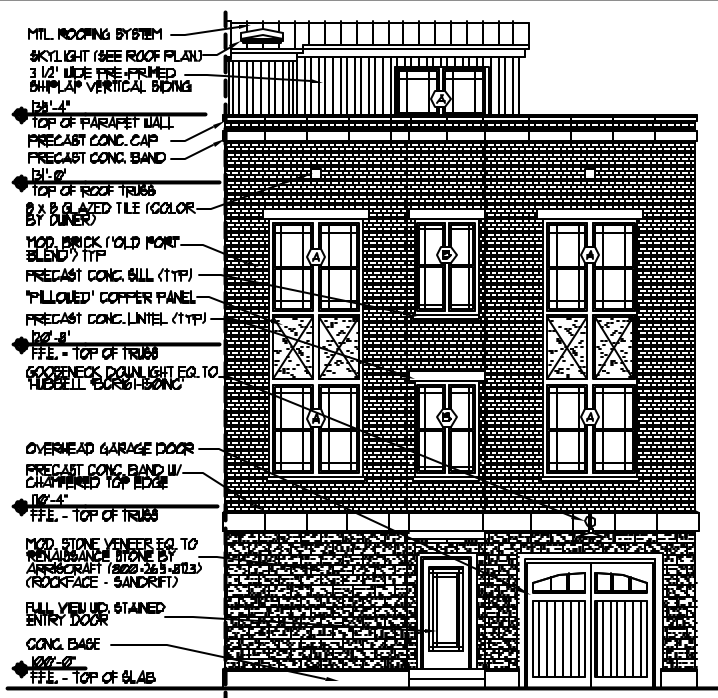 MTL. ROOFING SYSTEM
SKYLIGHT (SEE ROOF PLAN)
3 1/2" WIDE PRE-PRIMED
SHIPLAP VERTICAL SIDING
A
TOP OF PARAPET WALL
PRECAST CONC. CAP
PRECAST CONC. BAND
131'-0"
TOP OF ROOF TRUSS
8 X 8 GLAZED TILE (COLOR
BY OWNER)
MOD. BRICK ('OLD PORT
BLEND') TYP
A
B
A
PRECAST CONC. SILL (TYP)
"PILLOWED" COPPER PANEL
PRECAST CONC. LINTEL (TYP)
120'-8"
F.F.E. - TOP OF TRUSS
GOOSENECK DOWNLIGHT EQ. TO
A
B
A
OVERHEAD GARAGE DOOR
PRECAST CONC. BAND W/
CHAMFERED TOP EDGE
110'-4"
F.F.E. - TOP OF TRUSS
MOD. STONE VENEER EQ. TO
RENAISSANCE STONE BY
(ROCKFACE - SANDRIFT)
FULL VIEW WD. STAINED
ENTRY DOOR
CONC. BASE
100'-0"
F.F.E. - TOP OF SLAB